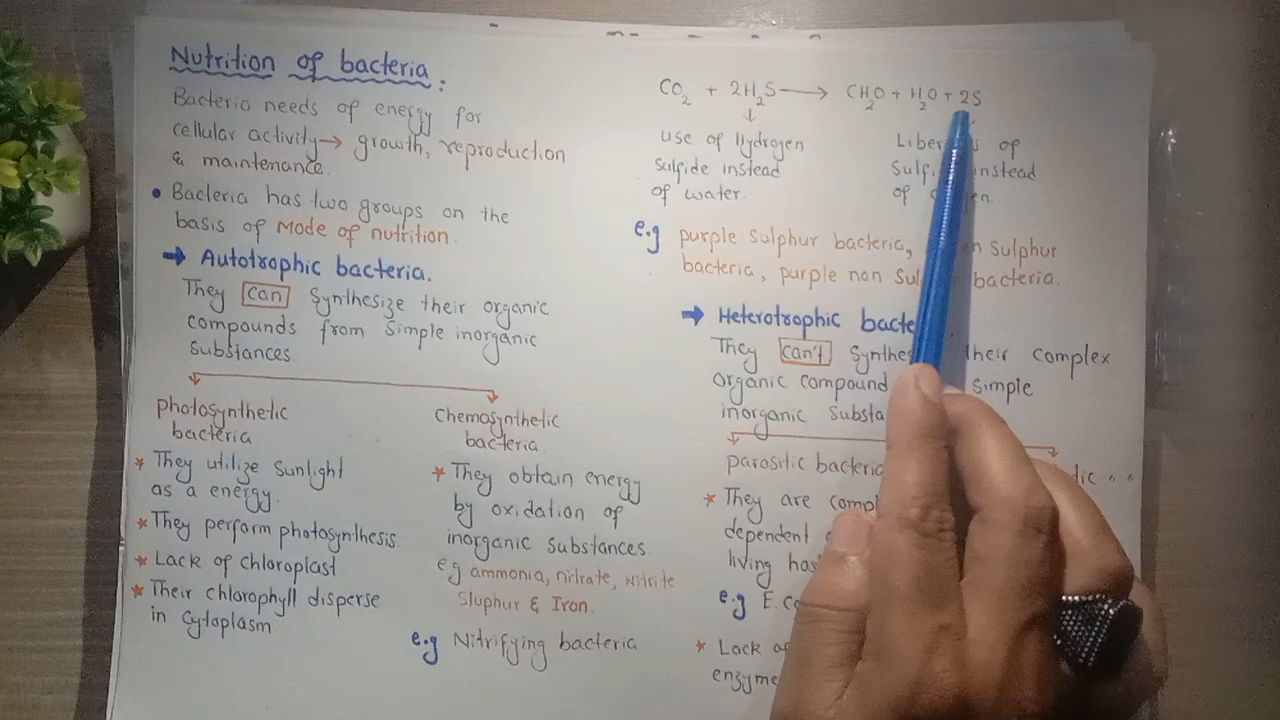 Nutrition of bacteria:
Bacteria needs of energy for
cellular activity→ growth, reproduction
& maintenance.
• Bacteria has two groups on the
basis of Mode of nutrition.
→ Autotrophic bacteria.
They can Synthesize their organic
compounds from Simple inorganic
Substances
photosynthetic
bacteria
* They utilize Sunlight
as a energy.
* They perform photosynthesis.
* Lack of chloroplast
* Their chlorophyll disperse
in Cytoplasm
Chemosynthetic
bacteria.
* They obtain energy
by oxidation of
inorganic substances.
eg ammonia, nitrate, Nitrite
Sluphur & Iron.
e.g Nitrifying bacteria
CO2 + 2H2S → CH2O + H2O + 2S
use of Hydrogen
Sulfide instead
of water.
of
instead
of
e.g purple Sulphur bacteria, Sulphur
bacteria, purple non bacteria.
→ Heterotrophic
They can't their complex
organic compound Simple
inorganic
parasitic
* They are
dependent
living
e.g E.
* Lack